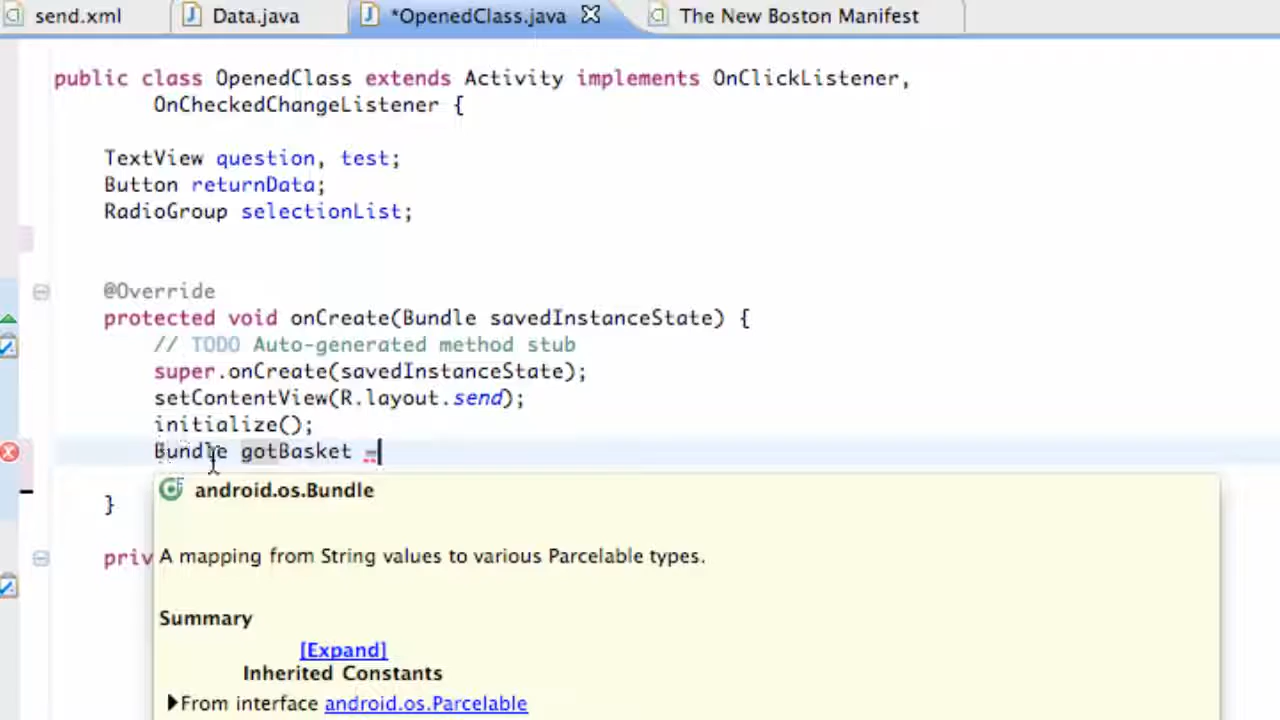 send.xml Data.java *OpenedClass.java The New Boston Manifest
public class OpenedClass extends Activity implements OnClickListener,
OnCheckedChangeListener {
TextView question, test;
Button returnData;
RadioGroup selectionList;
@Override
protected void onCreate(Bundle savedInstanceState) {
// TODO Auto-generated method stub
super.onCreate(savedInstanceState);
setContentView(R.layout.send);
initialize();
Bundle gotBasket =
android.os.Bundle
}
A mapping from String values to various Parcelable types.
priv
Summary
[Expand]
Inherited Constants
From interface android.os.Parcelable